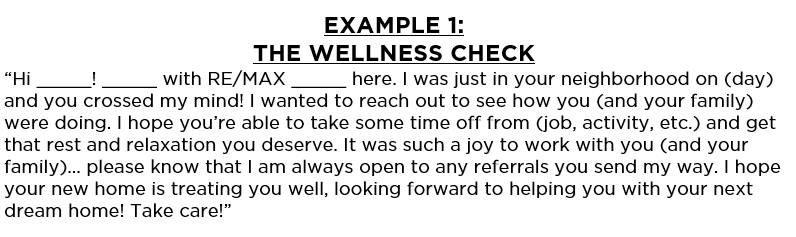 EXAMPLE 1:
THE WELLNESS CHECK
“Hi _____! _____ with RE/MAX _____ here. I was just in your neighborhood on (day)
and you crossed my mind! I wanted to reach out to see how you (and your family)
were doing. I hope you’re able to take some time off from (job, activity, etc.) and get
that rest and relaxation you deserve. It was such a joy to work with you (and your
family)... please know that I am always open to any referrals you send my way. I hope
your new home is treating you well, looking forward to helping you with your next
dream home! Take care!”